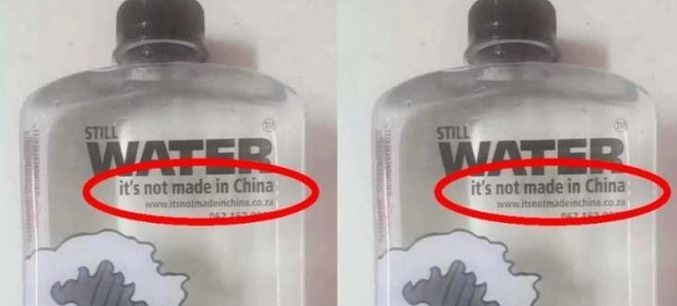 STILL
WATER
it's not made in China
www.itsnotmadeinchina.co.za
STILL
WATER
it's not made in China
www.itsnotmadeinchina.co.za